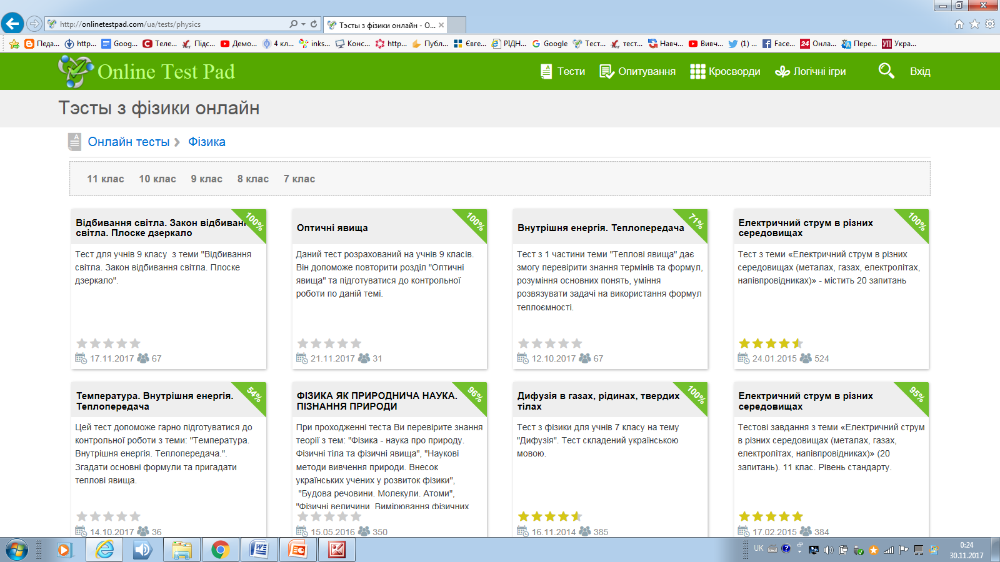 http://onlinetestpad.com/ua/tests/physics
Тэсты з фізики онлайн - O...
Педа...
http...
Goog...
Теле...
Підс...
Демо...
4 кл...
inks...
Конс...
http...
Публ...
Євге...
РІДН...
Google
Тест...
тест...
Навч...
Вивч...
(1) ...
Face...
Онла...
Пере...
Укра...
Online Test Pad
Тести
Опитування
Кросворди
Логічні ігри
Вхід
Тэсты з фізики онлайн
Онлайн тесты
Фізика
11 клас 10 клас 9 клас 8 клас 7 клас
Відбивання світла. Закон відбиван
світла. Плоске дзеркало
100%
Тест для учнів 9 класу з теми "Відбивання
світла. Закон відбивання світла. Плоске
дзеркало".
17.11.2017 67
Оптичні явища
100%
Даний тест розрахований на учнів 9 класів.
Він допоможе повторити розділ "Оптичні
явища" та підготуватися до контрольної
роботи по даній темі.
21.11.2017 31
Внутрішня енергія. Теплопередача
71%
Тест з 1 частини теми "Теплові явища" дає
змогу перевірити знання термінів та формул,
розуміння основних понять, уміння
розвязувати задачі на використання формул
теплоємності.
12.10.2017 67
Електричний струм в різних
середовищах
100%
Тест з теми «Електричний струм в різних
середовищах (металах, газах, електролітах,
напівпровідниках)» - містить 20 запитань
24.01.2015 524
Температура. Внутрішня енергія.
Теплопередача
54%
Цей тест допоможе гарно підготуватися до
контрольної роботи з теми: "Температура.
Внутрішня енергія. Теплопередача.".
Згадати основні формули та пригадати
теплові явища.
14.10.2017 36
ФІЗИКА ЯК ПРИРОДНИЧА НАУКА.
ПІЗНАННЯ ПРИРОДИ
96%
При проходженні теста Ви перевірите знання
теорії з тем: "Фізика - наука про природу.
Фізичні тіла та фізичні явища", "Наукові
методи вивчення природи. Внесок
українських учених у розвиток фізики",
"Будова речовини. Молекули. Атоми",
"Фізичні величини. Вимірювання фізичних
15.05.2016 350
Дифузія в газах, рідинах, твердих
тілах
100%
Тест з фізики для учнів 7 класу на тему
"Дифузія". Тест складений українською
мовою.
16.11.2014 385
Електричний струм в різних
середовищах
95%
Тестові завдання з теми «Електричний струм
в різних середовищах (металах, газах,
електролітах, напівпровідниках)» (20
запитань). 11 клас. Рівень стандарту.
17.02.2015 384
UK
0:24
30.11.2017